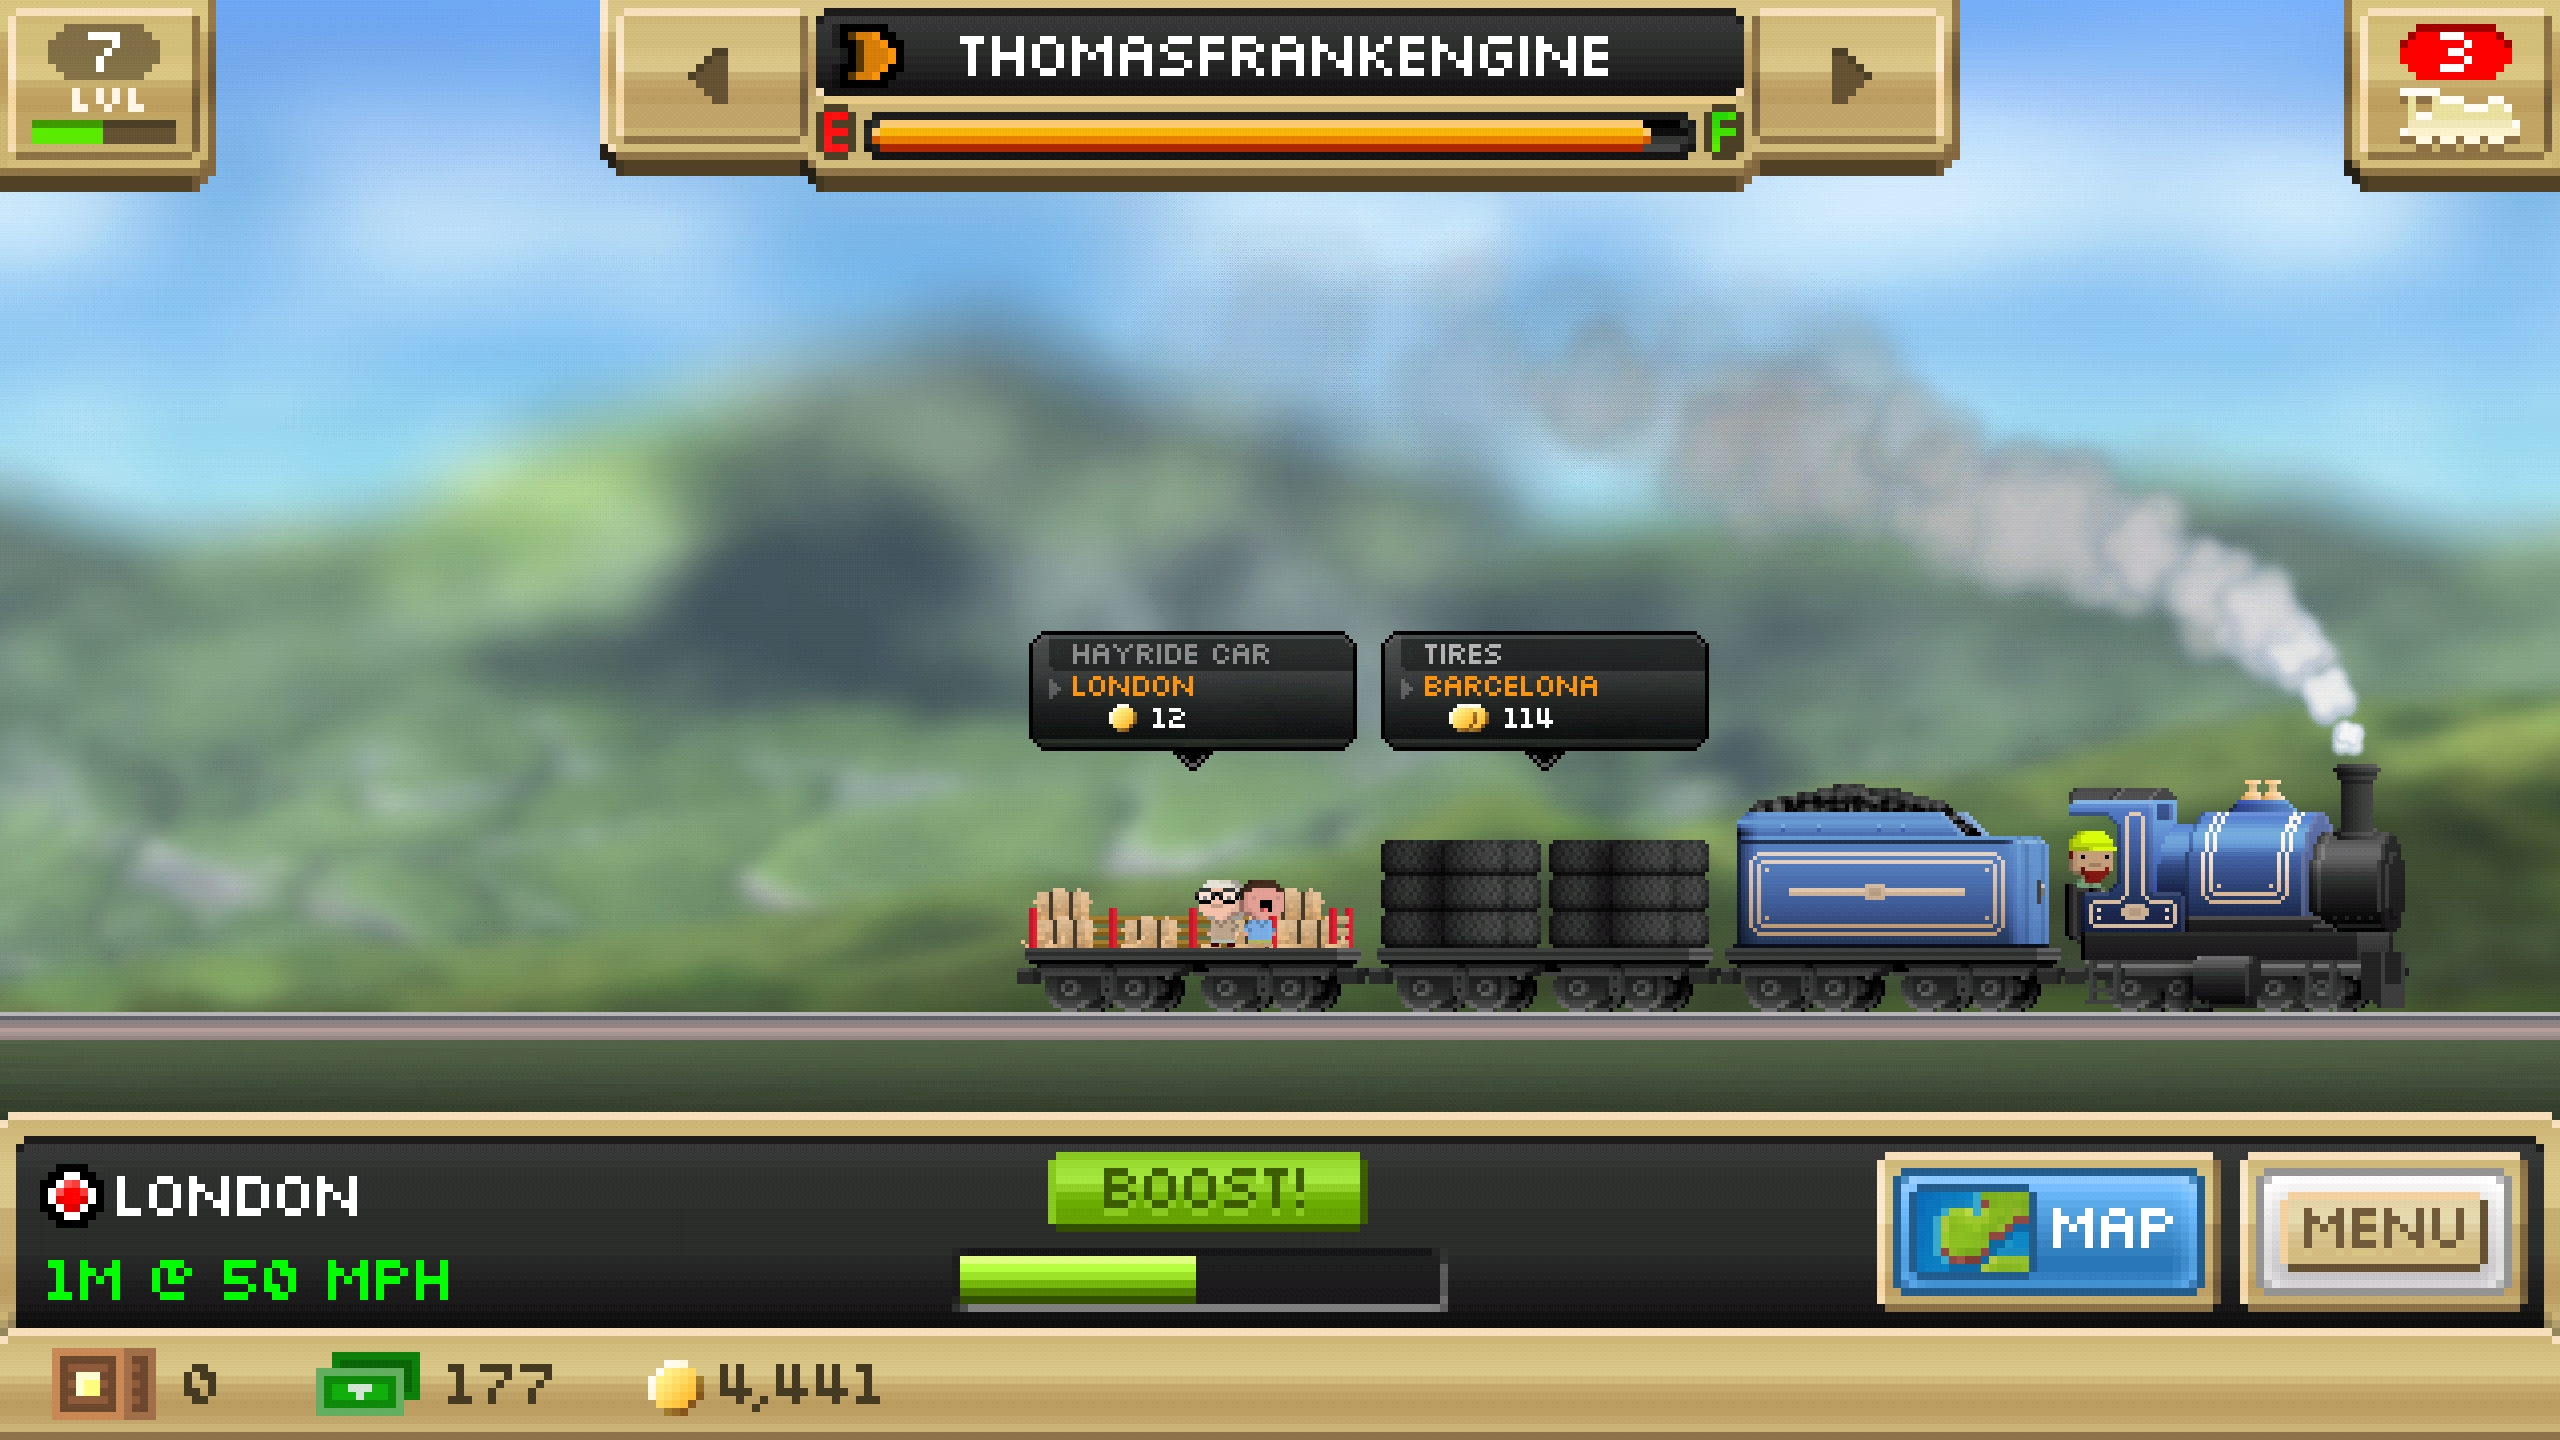 7
LVL
THOMASFRANKENGINE
E
F
3
HAYRIDE CAR
LONDON
12
TIRES
BARCELONA
114
LONDON
1M @ 50 MPH
BOOST!
MAP
MENU
0
177
4,441